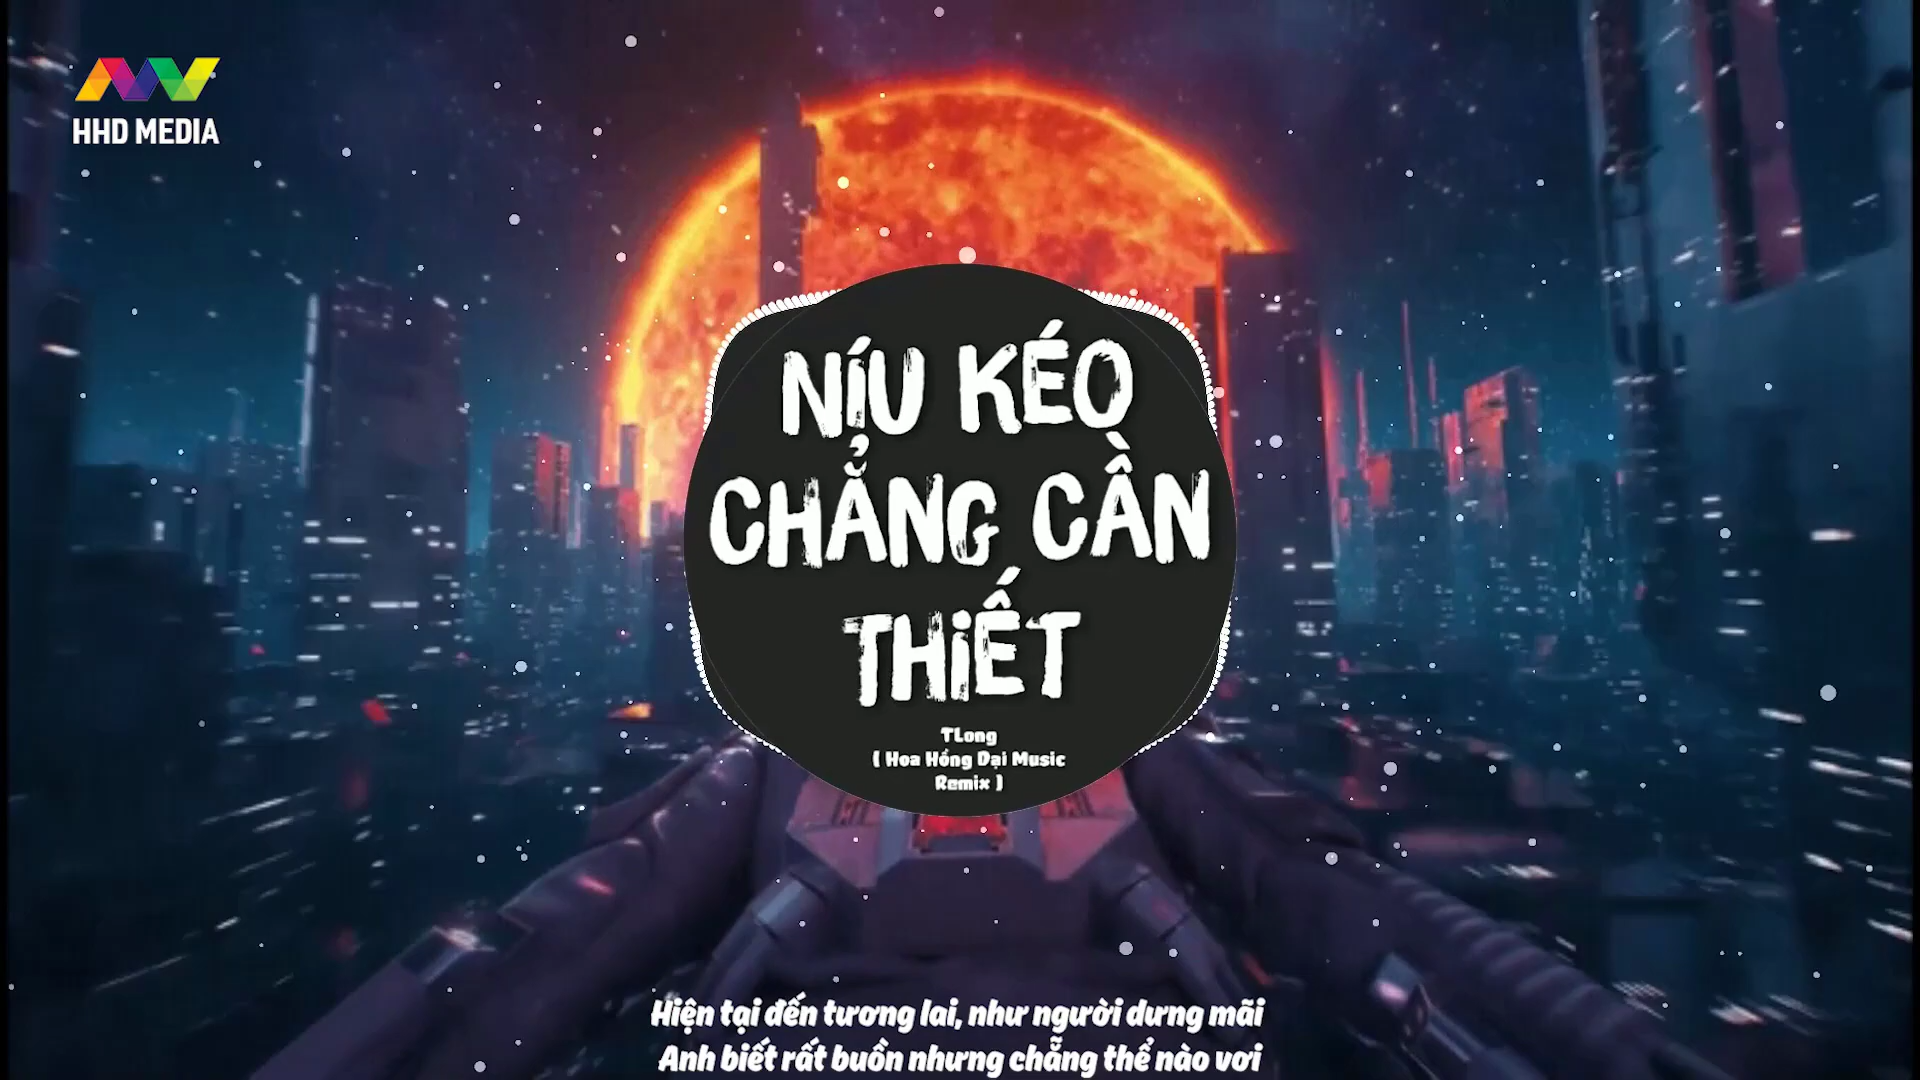 HHD MEDIA
NÍU KÉO
CHẲNG CẦN
THiẾT
TLong
( Hoa Hồng Dại Music
Remix )
Hiện tại đến tương lai, như người dưng mãi
Anh biết rất buồn nhưng chẵng thể nào vơi